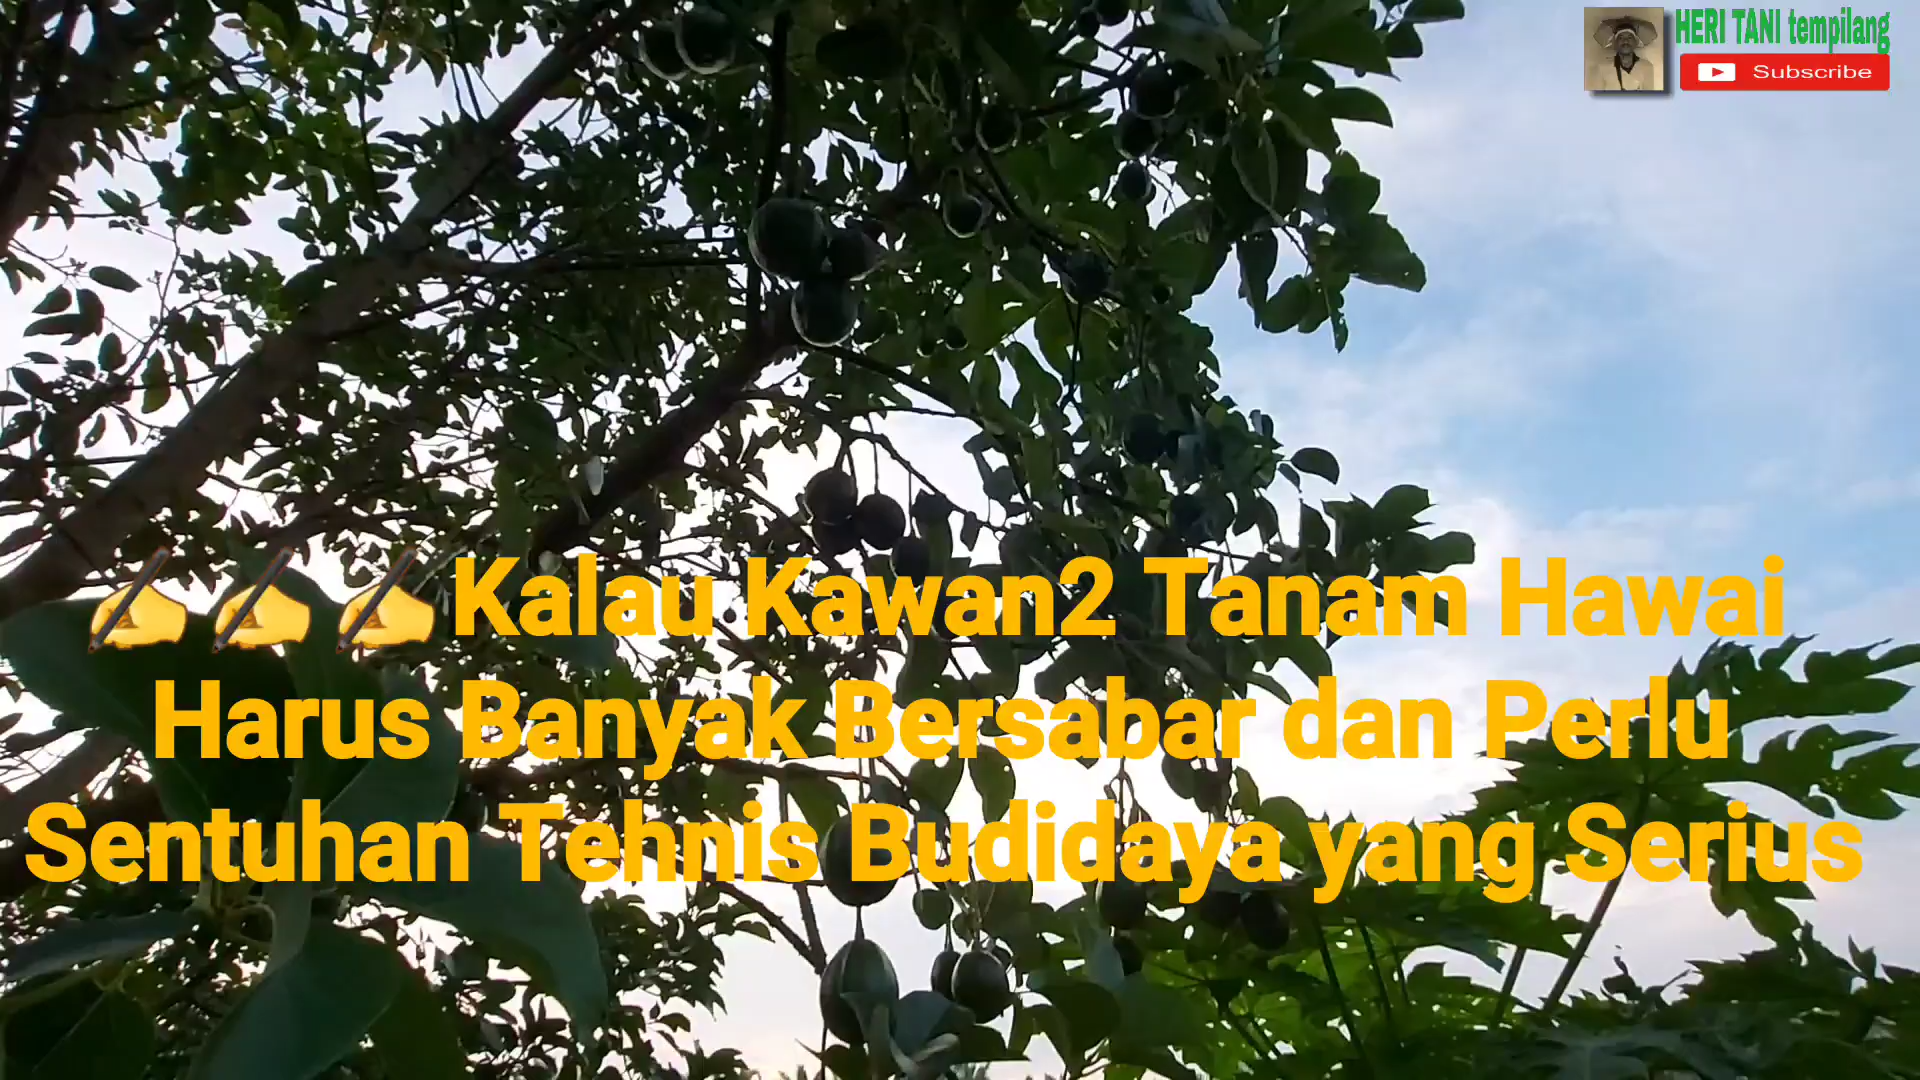 HERI TANI tempilang
Subscribe
✍️✍️✍️Kalau Kawan2 Tanam Hawai
Harus Banyak Bersabar dan Perlu
Sentuhan Tehnis Budidaya yang Serius